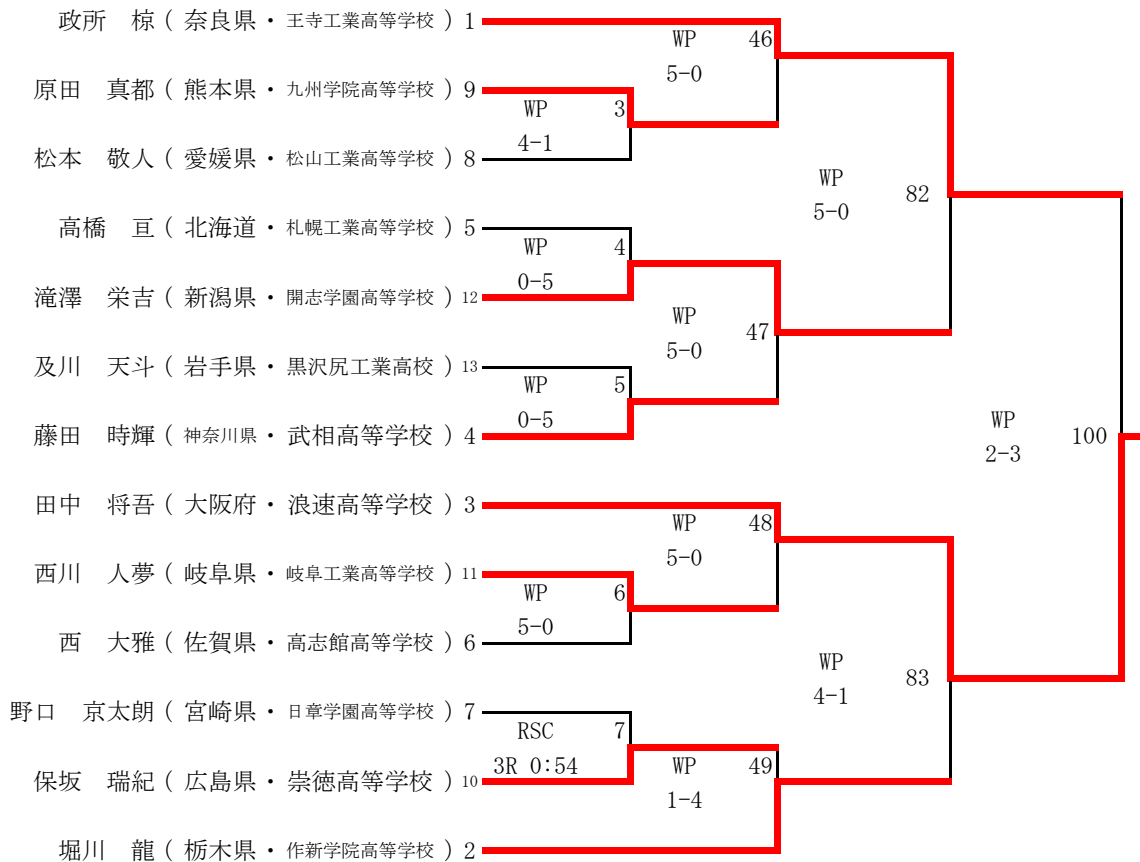 政所　椋 ( 奈良県 ・ 王寺工業高等学校 ) 1
WP 46
5-0
原田　真都 ( 熊本県 ・ 九州学院高等学校 ) 9
WP 3
4-1
松本　敬人 ( 愛媛県 ・ 松山工業高等学校 ) 8
WP 82
5-0
高橋　亘 ( 北海道 ・ 札幌工業高等学校 ) 5
WP 4
0-5
滝澤　栄吉 ( 新潟県 ・ 開志学園高等学校 ) 12
WP 47
5-0
及川　天斗 ( 岩手県 ・ 黒沢尻工業高校 ) 13
WP 5
0-5
藤田　時輝 ( 神奈川県 ・ 武相高等学校 ) 4
WP 100
2-3
田中　将吾 ( 大阪府 ・ 浪速高等学校 ) 3
WP 48
5-0
西川　人夢 ( 岐阜県 ・ 岐阜工業高等学校 ) 11
WP 6
5-0
西　大雅 ( 佐賀県 ・ 高志館高等学校 ) 6
WP 83
4-1
野口　京太朗 ( 宮崎県 ・ 日章学園高等学校 ) 7
RSC 7
3R 0:54
保坂　瑞紀 ( 広島県 ・ 崇徳高等学校 ) 10
WP 49
1-4
堀川　龍 ( 栃木県 ・ 作新学院高等学校 ) 2